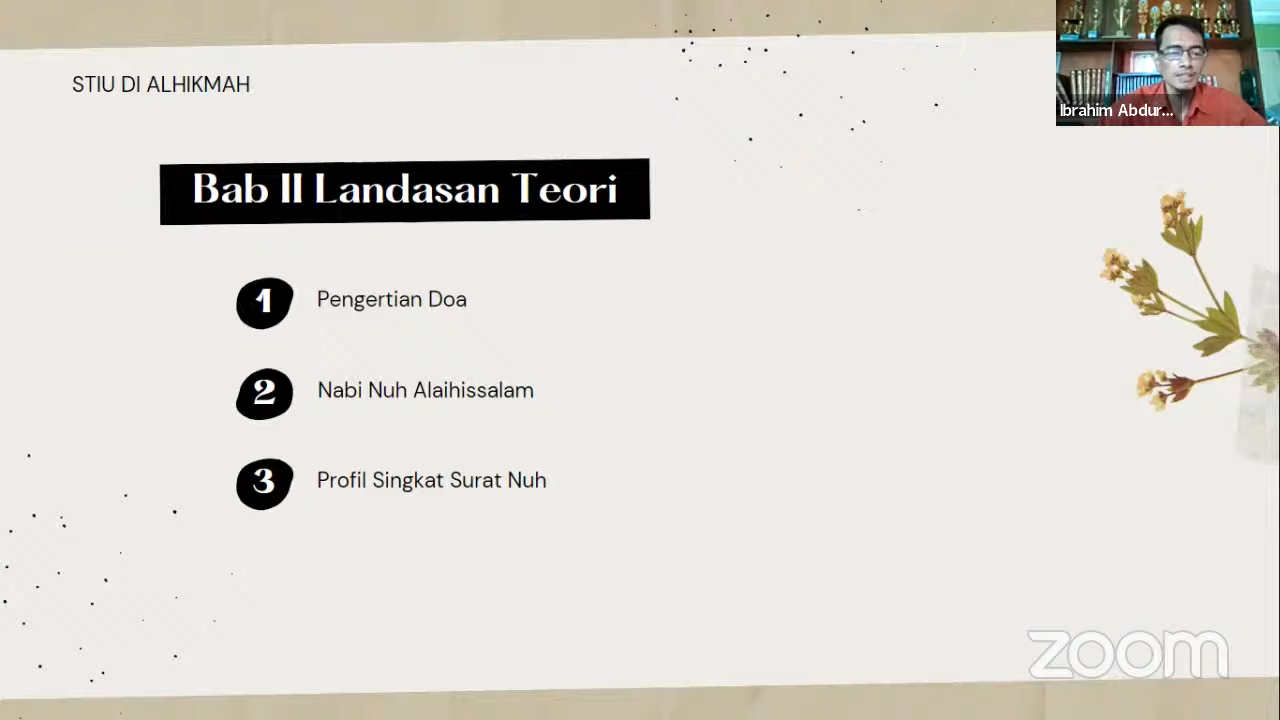 STIU DI ALHIKMAH
Ibrahim Abdur...
Bab II Landasan Teori
1 Pengertian Doa
2 Nabi Nuh Alaihissalam
3 Profil Singkat Surat Nuh
zoom